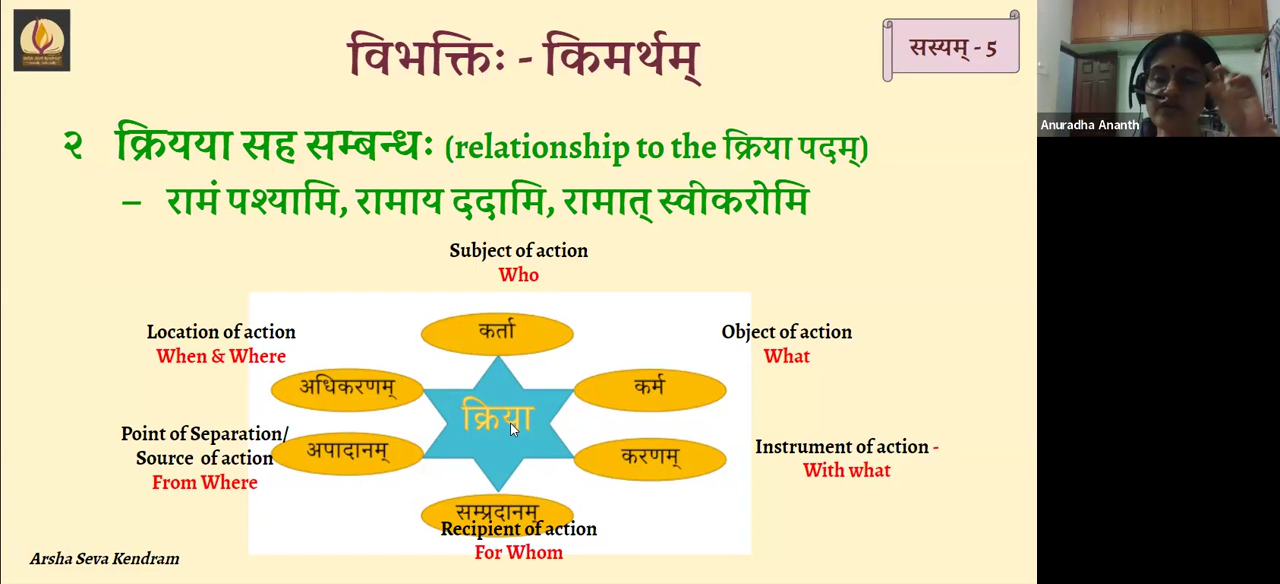 विभक्तिः - किमर्थम्
सस्यम् - 5
Anuradha Ananth
२ क्रियया सह सम्बन्धः (relationship to the क्रिया पदम्)
– रामं पश्यामि, रामाय ददामि, रामात् स्वीकरोमि
Subject of action
Who
कर्ता
Location of action
When & Where
अधिकरणम्
Object of action
What
कर्म
क्रिया
Point of Separation/
Source of action
From Where
अपादानम्
करणम्
Instrument of action -
With what
सम्प्रदानम्
Recipient of action
For Whom
Arsha Seva Kendram